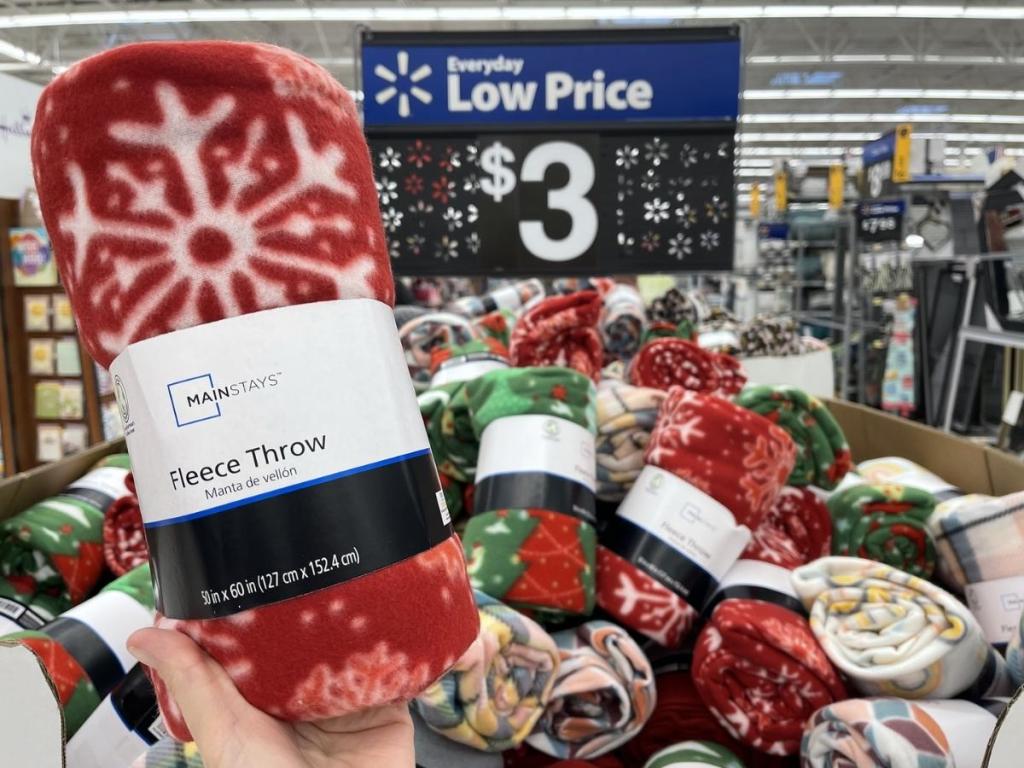 Everyday
Low Price
$3
MAINSTAYS™
Fleece Throw
Manta de vellón
50 in x 60 in (127 cm x 152.4 cm)
MAINSTAYS
Fleece Throw